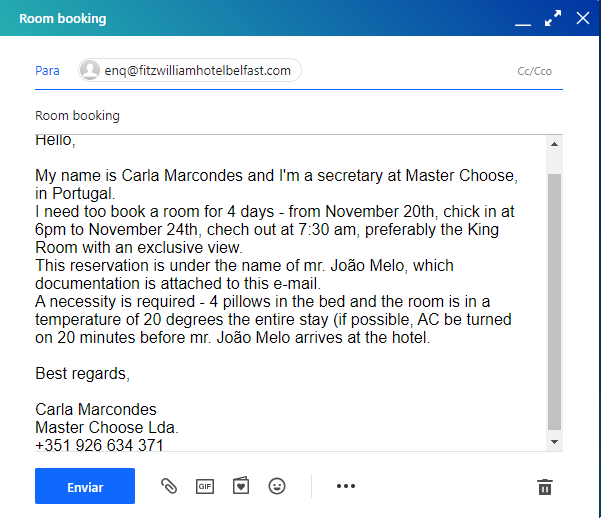 Room booking
Para enq@fitzwilliamhotelbelfast.com Cc/Cco
Room booking
Hello,
My name is Carla Marcondes and I'm a secretary at Master Choose,
in Portugal.
I need too book a room for 4 days - from November 20th, chick in at
6pm to November 24th, chech out at 7:30 am, preferably the King
Room with an exclusive view.
This reservation is under the name of mr. João Melo, which
documentation is attached to this e-mail.
A necessity is required - 4 pillows in the bed and the room is in a
temperature of 20 degrees the entire stay (if possible, AC be turned
on 20 minutes before mr. João Melo arrives at the hotel.
Best regards,
Carla Marcondes
Master Choose Lda.
+351 926 634 371
Enviar GIF